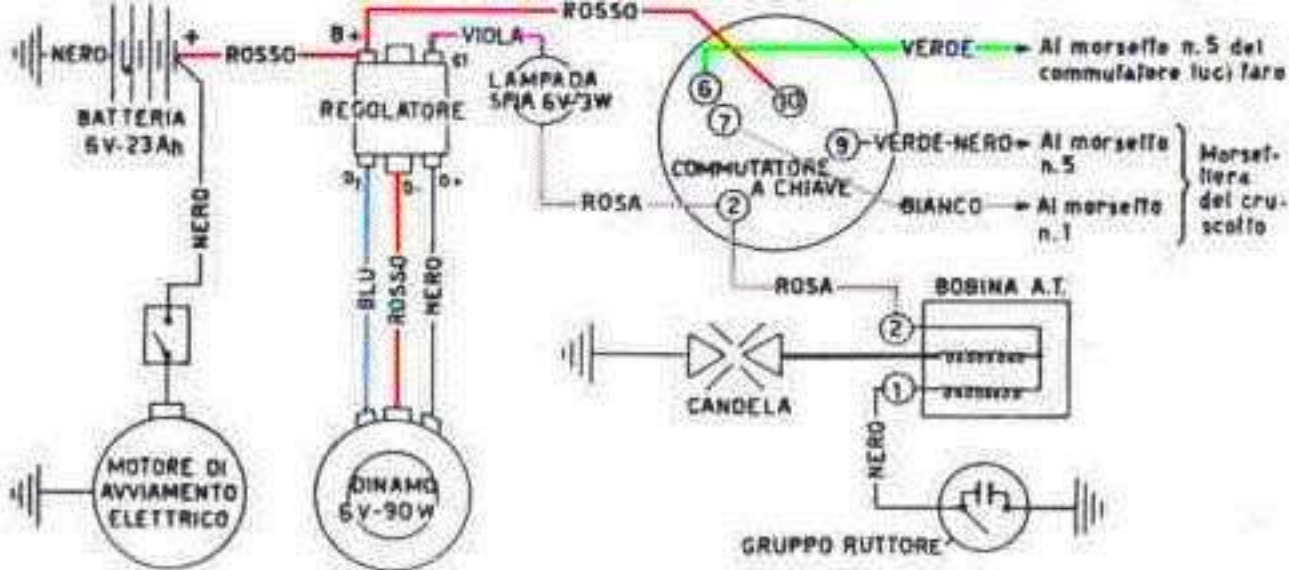 ROSSO
NERO
+
ROSSO
B+
VIOLA
61
VERDE
Al morsetto n.5 del
commutatore luci faro
BATTERIA
6V-23Ah
REGOLATORE
LAMPADA
SPIA 6V-3W
6
7
10
9
VERDE-NERO
Al morsetto
n.5
COMMUTATORE
A CHIAVE
2
ROSA
BIANCO
Al morsetto
n.1
Morset-
tiera
del cru-
scotto
D+
NERO
BLU
ROSSO
NERO
ROSA
BOBINA A.T.
2
1
CANDELA
NERO
MOTORE DI
AVVIAMENTO
ELETTRICO
DINAMO
6V-90W
GRUPPO RUTTORE